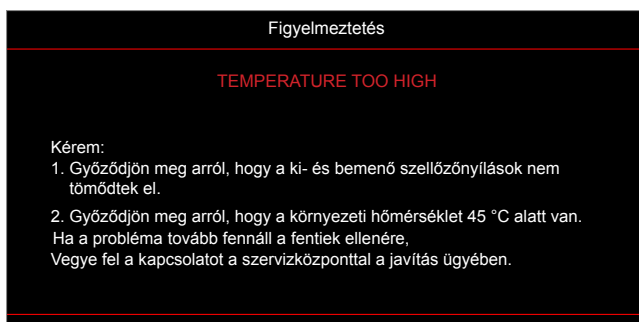 Figyelmeztetés
TEMPERATURE TOO HIGH
Kérem:
1. Győződjön meg arról, hogy a ki- és bemenő szellőzőnyílások nem
tömődtek el.
2. Győződjön meg arról, hogy a környezeti hőmérséklet 45 °C alatt van.
Ha a probléma tovább fennáll a fentiek ellenére,
Vegye fel a kapcsolatot a szervizközponttal a javítás ügyében.